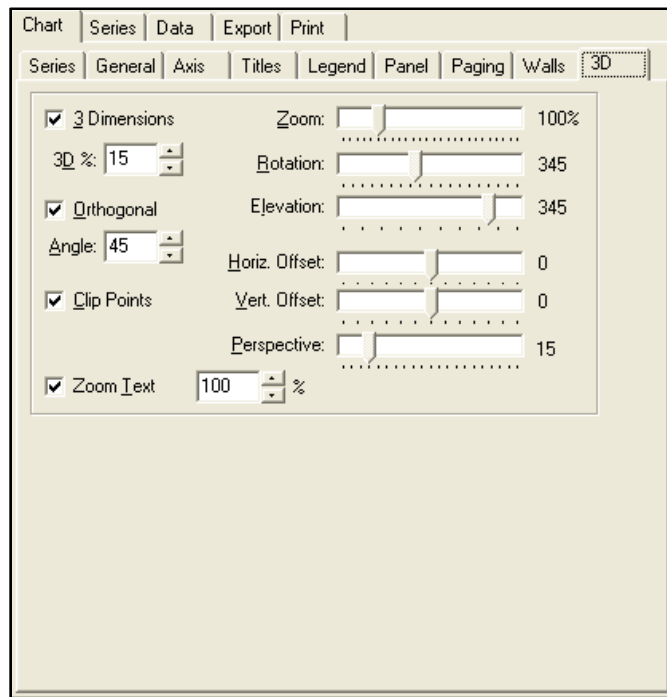 Chart Series Data Export Print
Series General Axis Titles Legend Panel Paging Walls 3D
3 Dimensions Zoom: 100%
3D %: 15 Rotation: 345
Orthogonal Elevation: 345
Angle: 45
Horiz. Offset: 0
Clip Points Vert. Offset: 0
Perspective: 15
Zoom Text 100 %